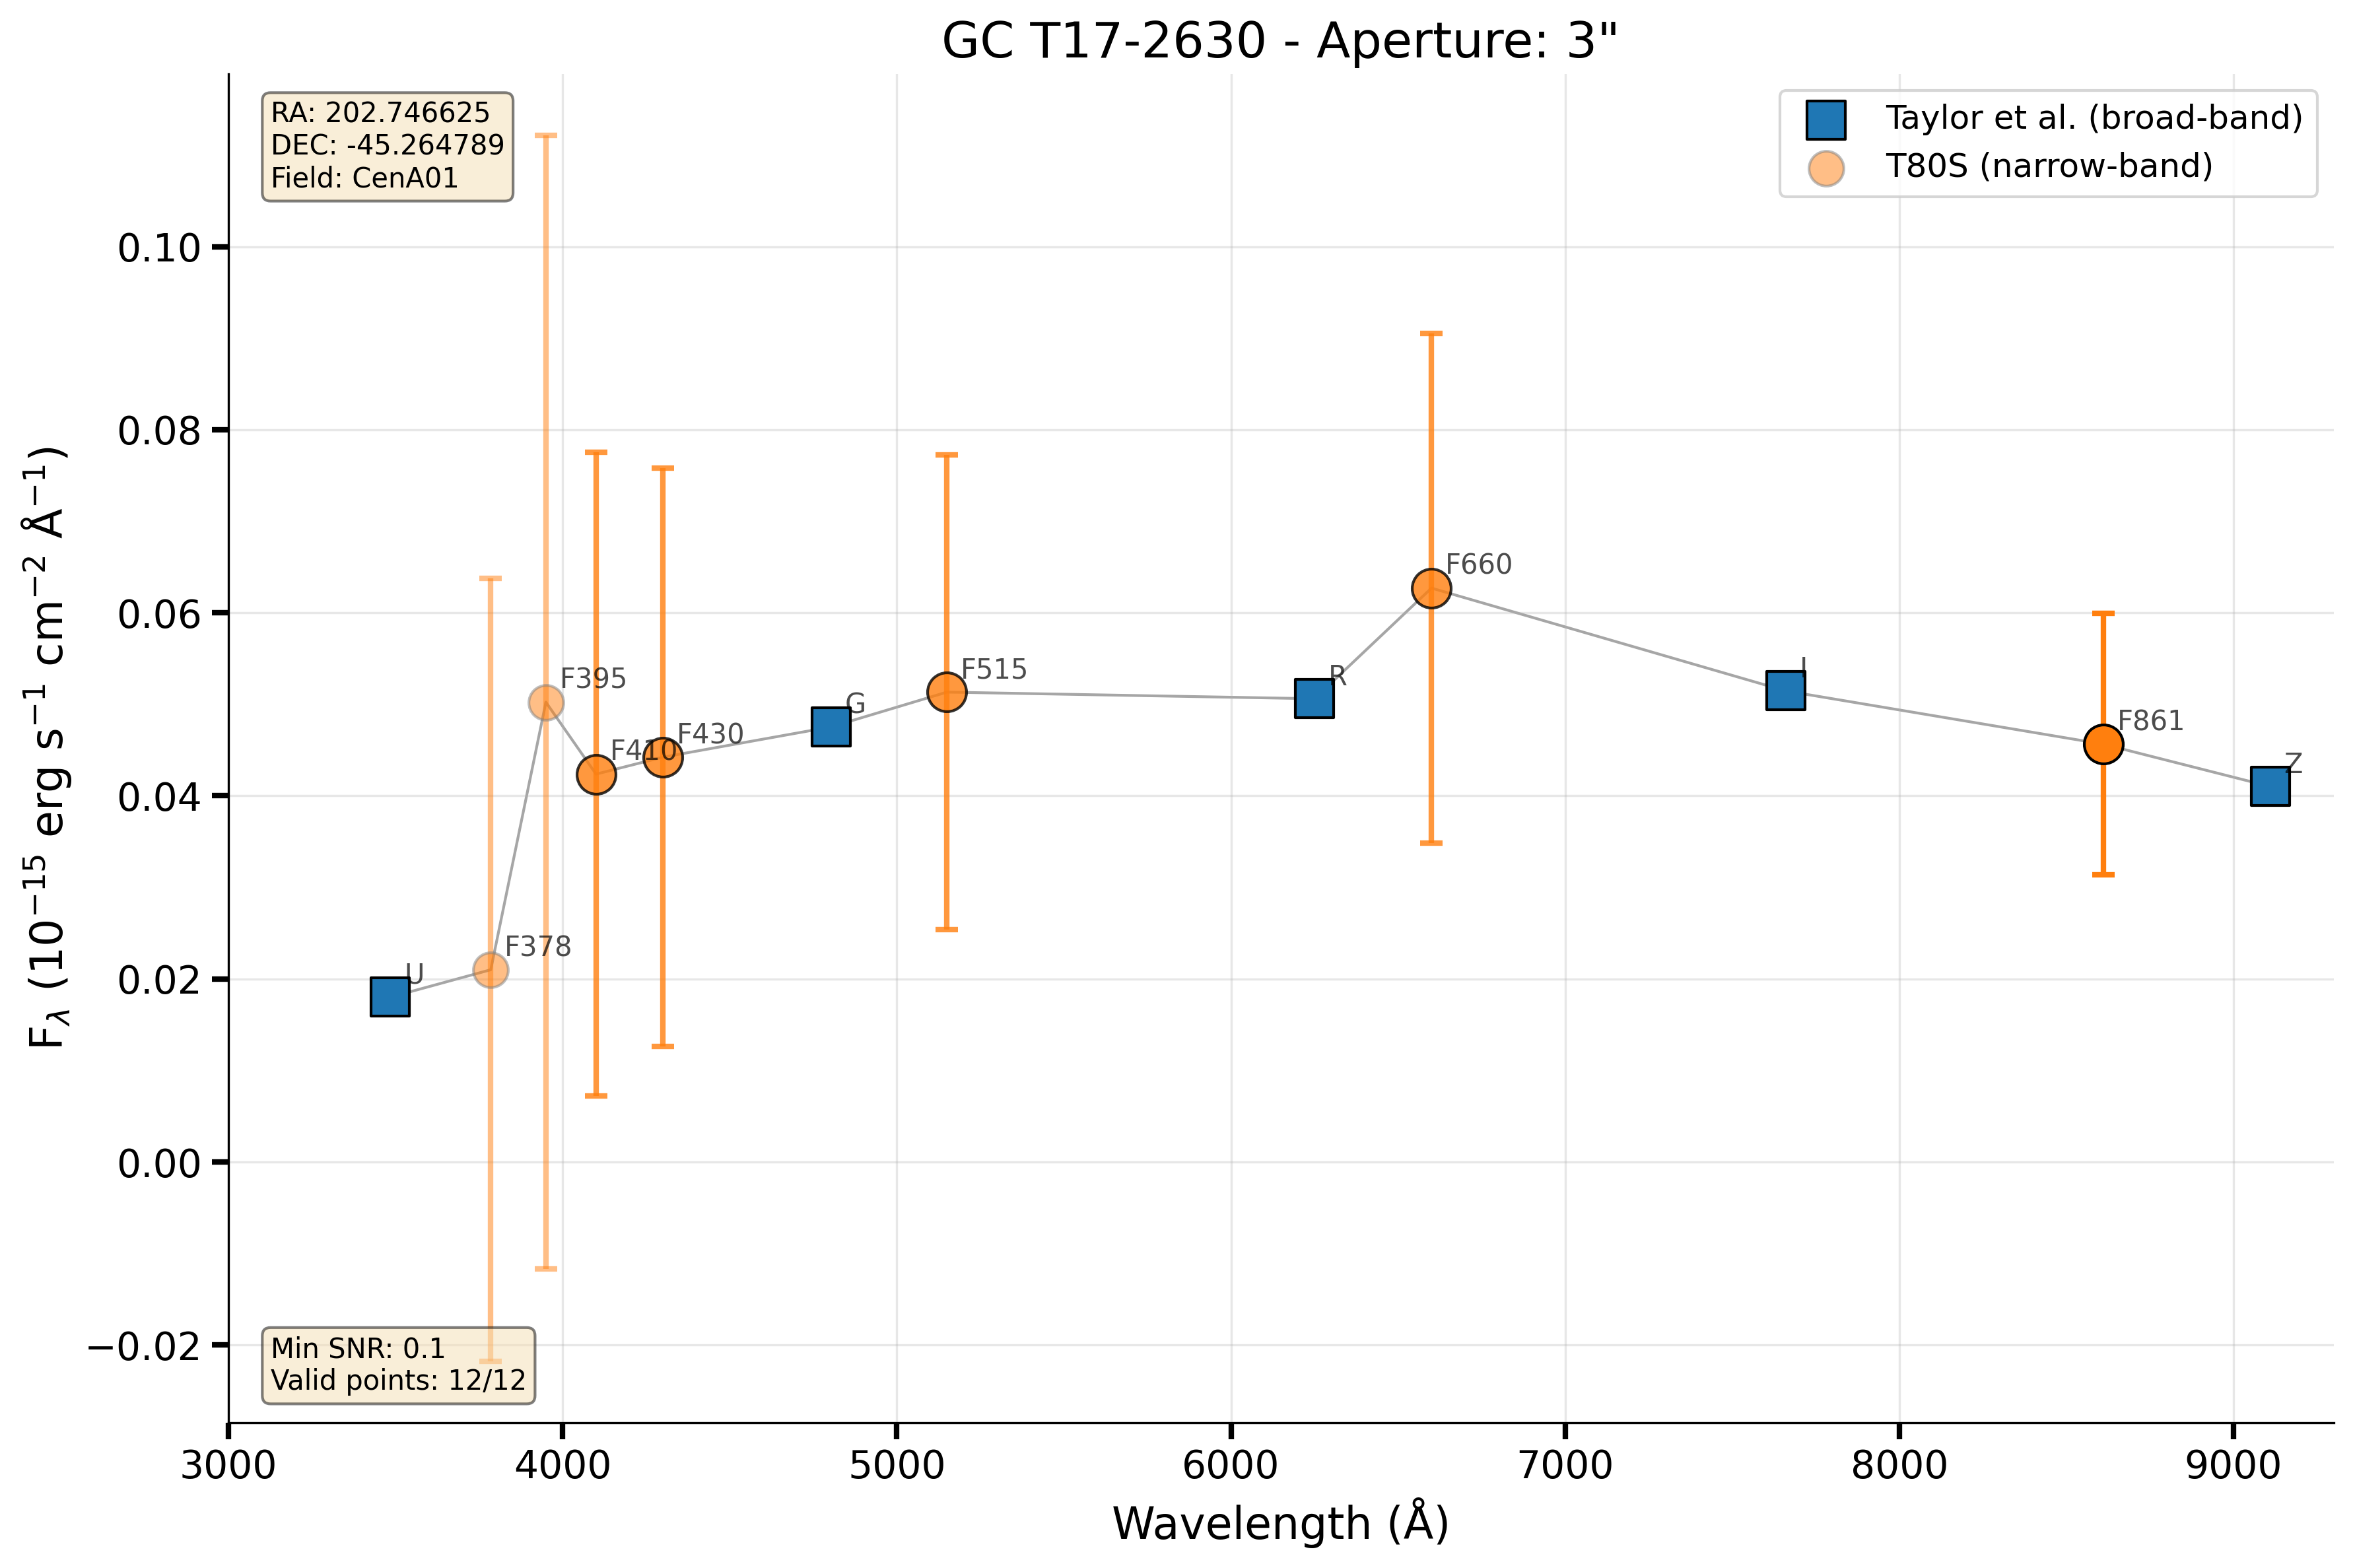 GC T17-2630 - Aperture: 3"
RA: 202.746625
DEC: -45.264789
Field: CenA01
Taylor et al. (broad-band)
T80S (narrow-band)
0.10
0.08
0.06
0.04
0.02
0.00
−0.02
F$_{λ}$ (10$^{−15}$ erg s$^{−1}$ cm$^{−2}$ Å$^{−1}$)
U
F378
F395
F410
F430
G
F515
R
F660
I
F861
Z
Min SNR: 0.1
Valid points: 12/12
3000
4000
5000
6000
7000
8000
9000
Wavelength (Å)